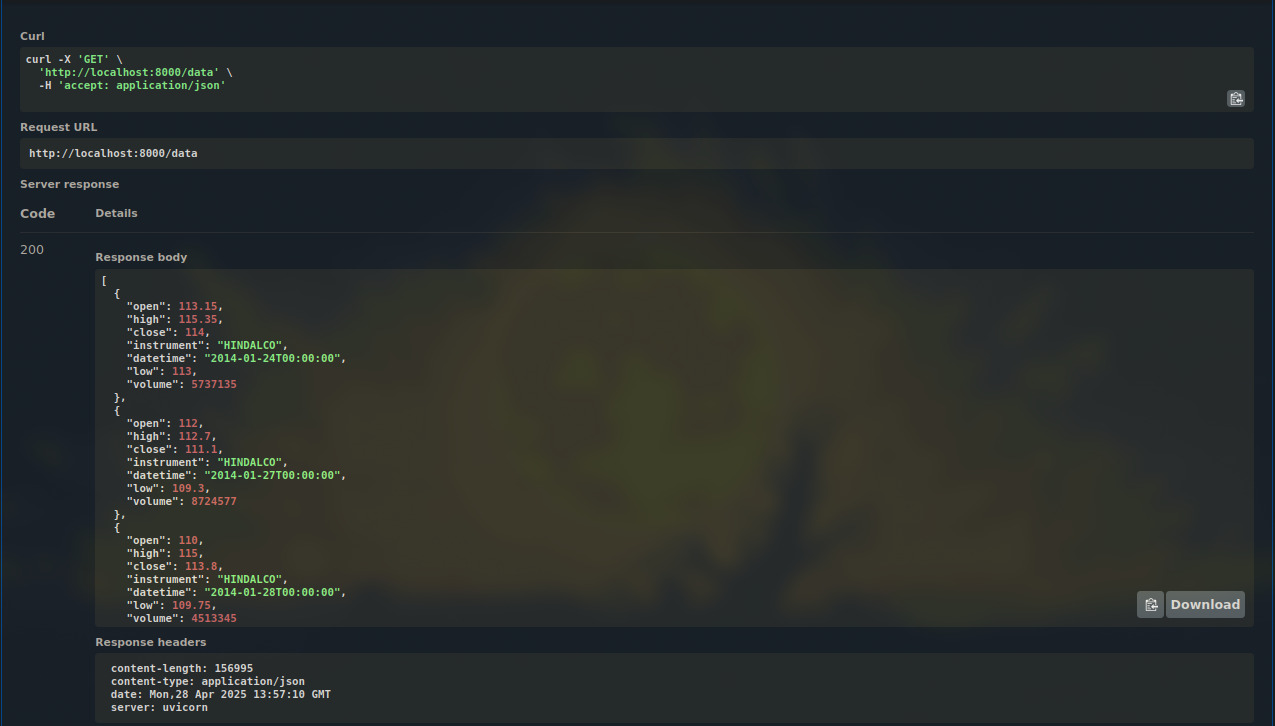 Curl
curl -X 'GET' \
  'http://localhost:8000/data' \
  -H 'accept: application/json'
Request URL
http://localhost:8000/data
Server response
Code Details
200
Response body
[
  {
    "open": 113.15,
    "high": 115.35,
    "close": 114,
    "instrument": "HINDALCO",
    "datetime": "2014-01-24T00:00:00",
    "low": 113,
    "volume": 5737135
  },
  {
    "open": 112,
    "high": 112.7,
    "close": 111.1,
    "instrument": "HINDALCO",
    "datetime": "2014-01-27T00:00:00",
    "low": 109.3,
    "volume": 8724577
  },
  {
    "open": 110,
    "high": 115,
    "close": 113.8,
    "instrument": "HINDALCO",
    "datetime": "2014-01-28T00:00:00",
    "low": 109.75,
    "volume": 4513345
Download
Response headers
content-length: 156995
content-type: application/json
date: Mon,28 Apr 2025 13:57:10 GMT
server: uvicorn